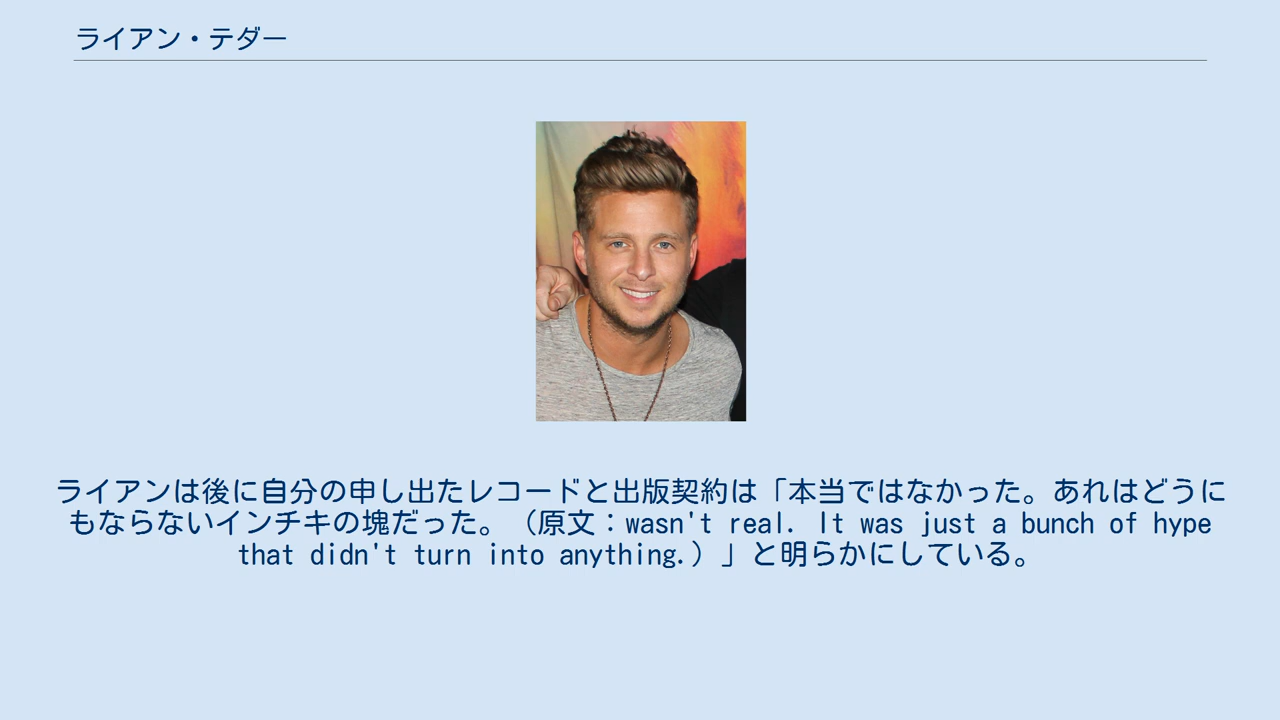 ライアン・テダー
ライアンは後に自分の申し出たレコードと出版契約は「本当ではなかった。あれはどうに
もならないインチキの塊だった。（原文：wasn't real. It was just a bunch of hype
that didn't turn into anything.）」と明らかにしている。